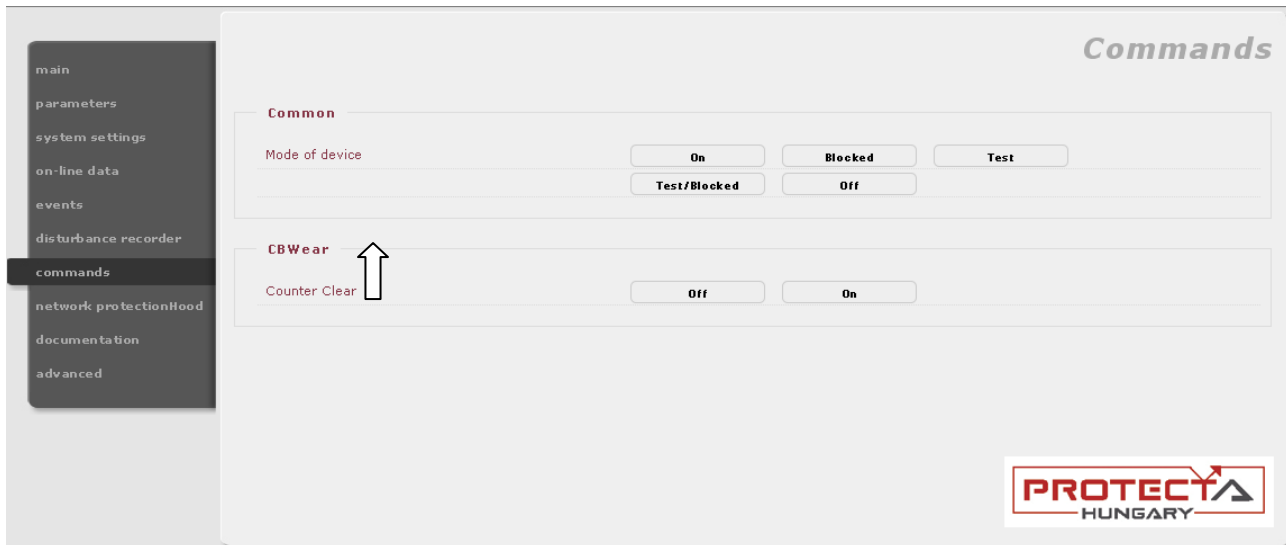 Commands
main
parameters
system settings
on-line data
events
disturbance recorder
commands
network protectionHood
documentation
advanced
Common
Mode of device On Blocked Test
Test/Blocked Off
CBWear
Counter Clear Off On
PROTECTA
HUNGARY